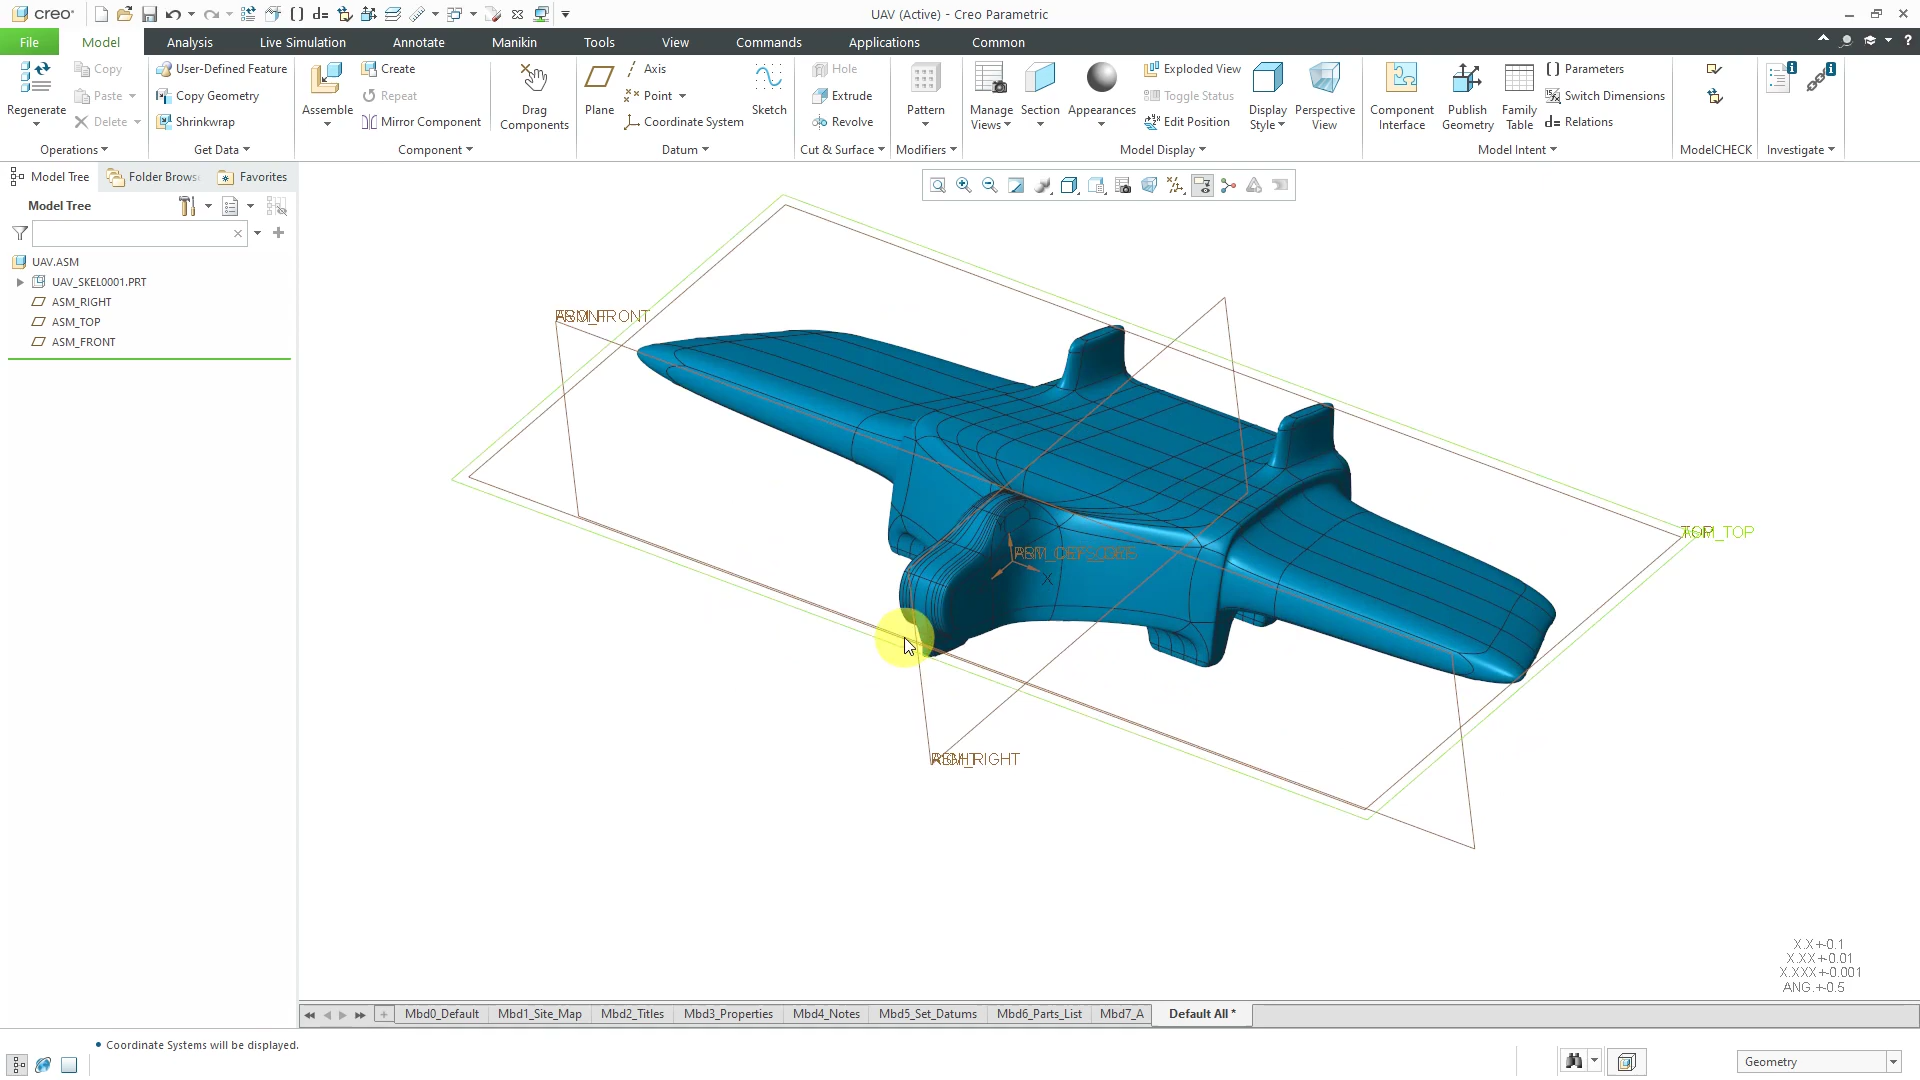 creo
UAV (Active) - Creo Parametric
File
Model
Analysis
Live Simulation
Annotate
Manikin
Tools
View
Commands
Applications
Common
Regenerate
Copy
Paste
Delete
Operations
User-Defined Feature
Copy Geometry
Shrinkwrap
Get Data
Assemble
Create
Repeat
Mirror Component
Component
Drag
Components
Plane
Axis
Point
Coordinate System
Sketch
Datum
Hole
Extrude
Revolve
Cut & Surface
Pattern
Modifiers
Manage
Views
Section
Appearances
Exploded View
Toggle Status
Edit Position
Display
Style
Perspective
View
Model Display
Component
Interface
Publish
Geometry
Family
Table
Parameters
Switch Dimensions
d= Relations
Model Intent
ModelCHECK
Investigate
Model Tree
Folder Brows
Favorites
Model Tree
UAV.ASM
UAV_SKEL0001.PRT
ASM_RIGHT
ASM_TOP
ASM_FRONT
ASM_FRONT
ASM_TOP
X
ASM_RIGHT
X.X+-0.1
X.XX+-0.01
X.XXX+-0.001
ANG.+-0.5
Mbd0_Default
Mbd1_Site_Map
Mbd2_Titles
Mbd3_Properties
Mbd4_Notes
Mbd5_Set_Datums
Mbd6_Parts_List
Mbd7_A
Default All *
• Coordinate Systems will be displayed.
Geometry